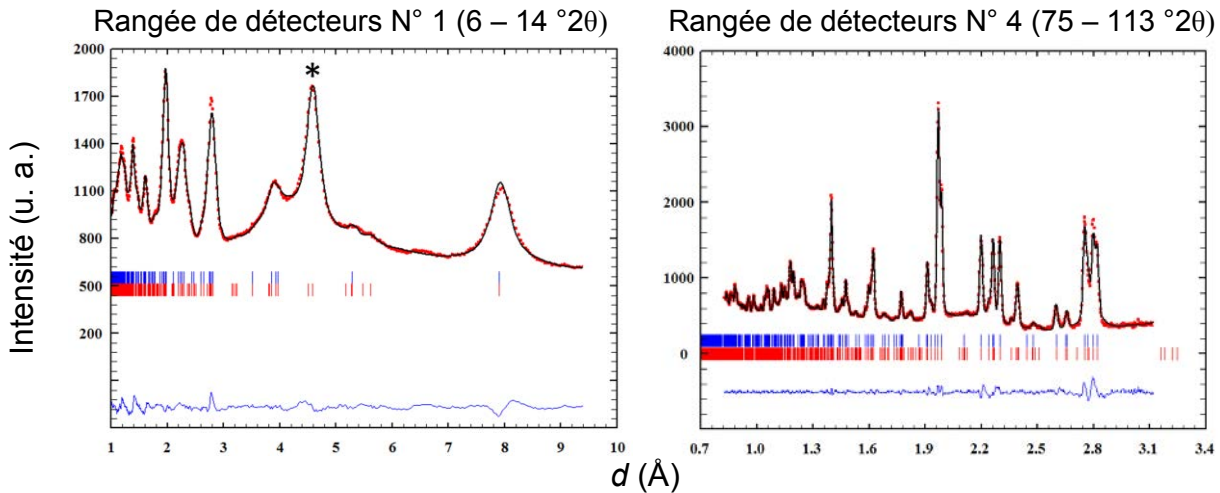 Rangée de détecteurs N° 1 (6 – 14 °2θ)
Rangée de détecteurs N° 4 (75 – 113 °2θ)
Intensité (u. a.)
2000
1700
1400
1100
800
500
200
*
1 2 3 4 5 6 7 8 9 10
4000
3000
2000
1000
0
0.7 1.0 1.3 1.6 1.9 2.2 2.5 2.8 3.1 3.4
d (Å)